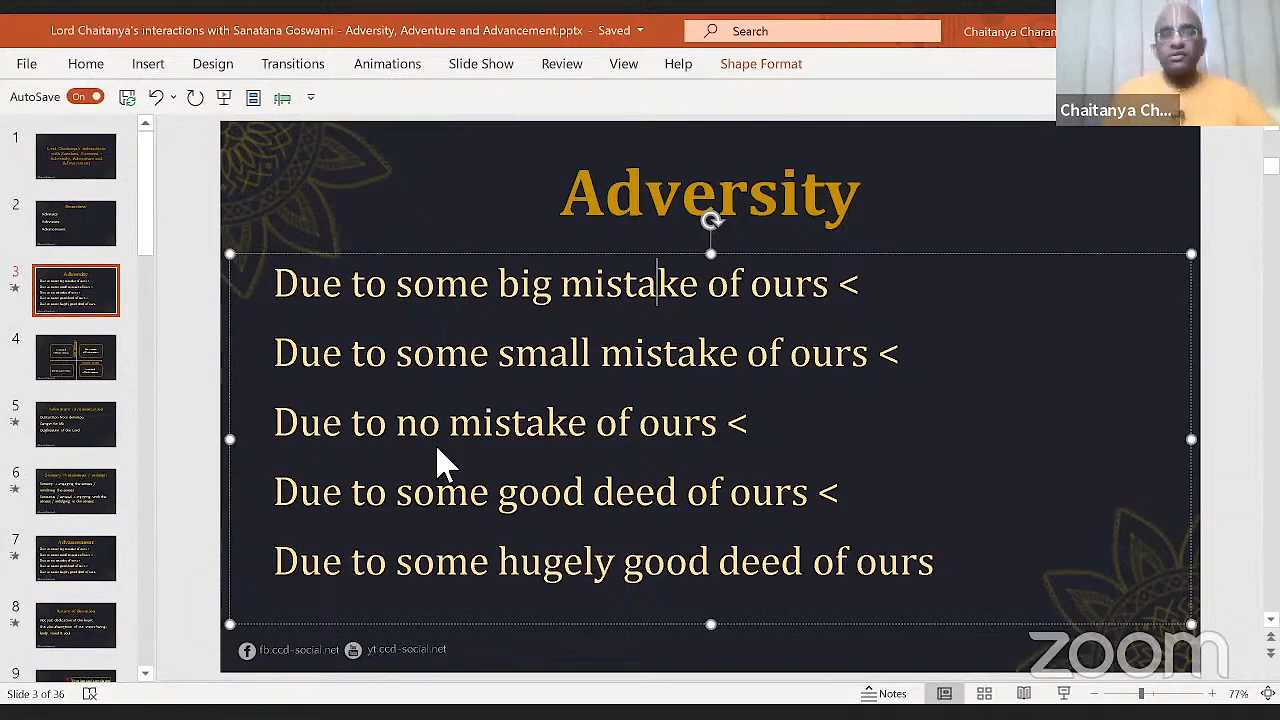 Lord Chaitanya's interactions with Sanatana Goswami – Adversity, Adventure and Advancement.pptx – Saved
Search
Chaitanya Charan
File Home Insert Design Transitions Animations Slide Show Review View Help Shape Format
AutoSave On
Chaitanya Ch...
Adversity
Due to some big mistake of ours <
Due to some small mistake of ours <
Due to no mistake of ours <
Due to some good deed of ours <
Due to some hugely good deed of ours
fb.ccd-social.net yt.ccd-social.net
zoom
1
2
3
4
5
6
7
8
9
Slide 3 of 36
Notes
77%